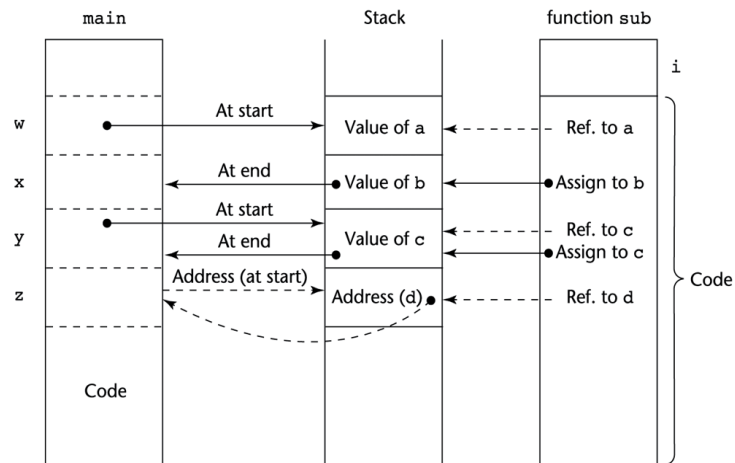 main Stack function sub
i
w At start Value of a Ref. to a
x At end Value of b Assign to b
At start Ref. to c
y Value of c
At end Assign to c
Address (at start) Code
z Address (d) Ref. to d
Code